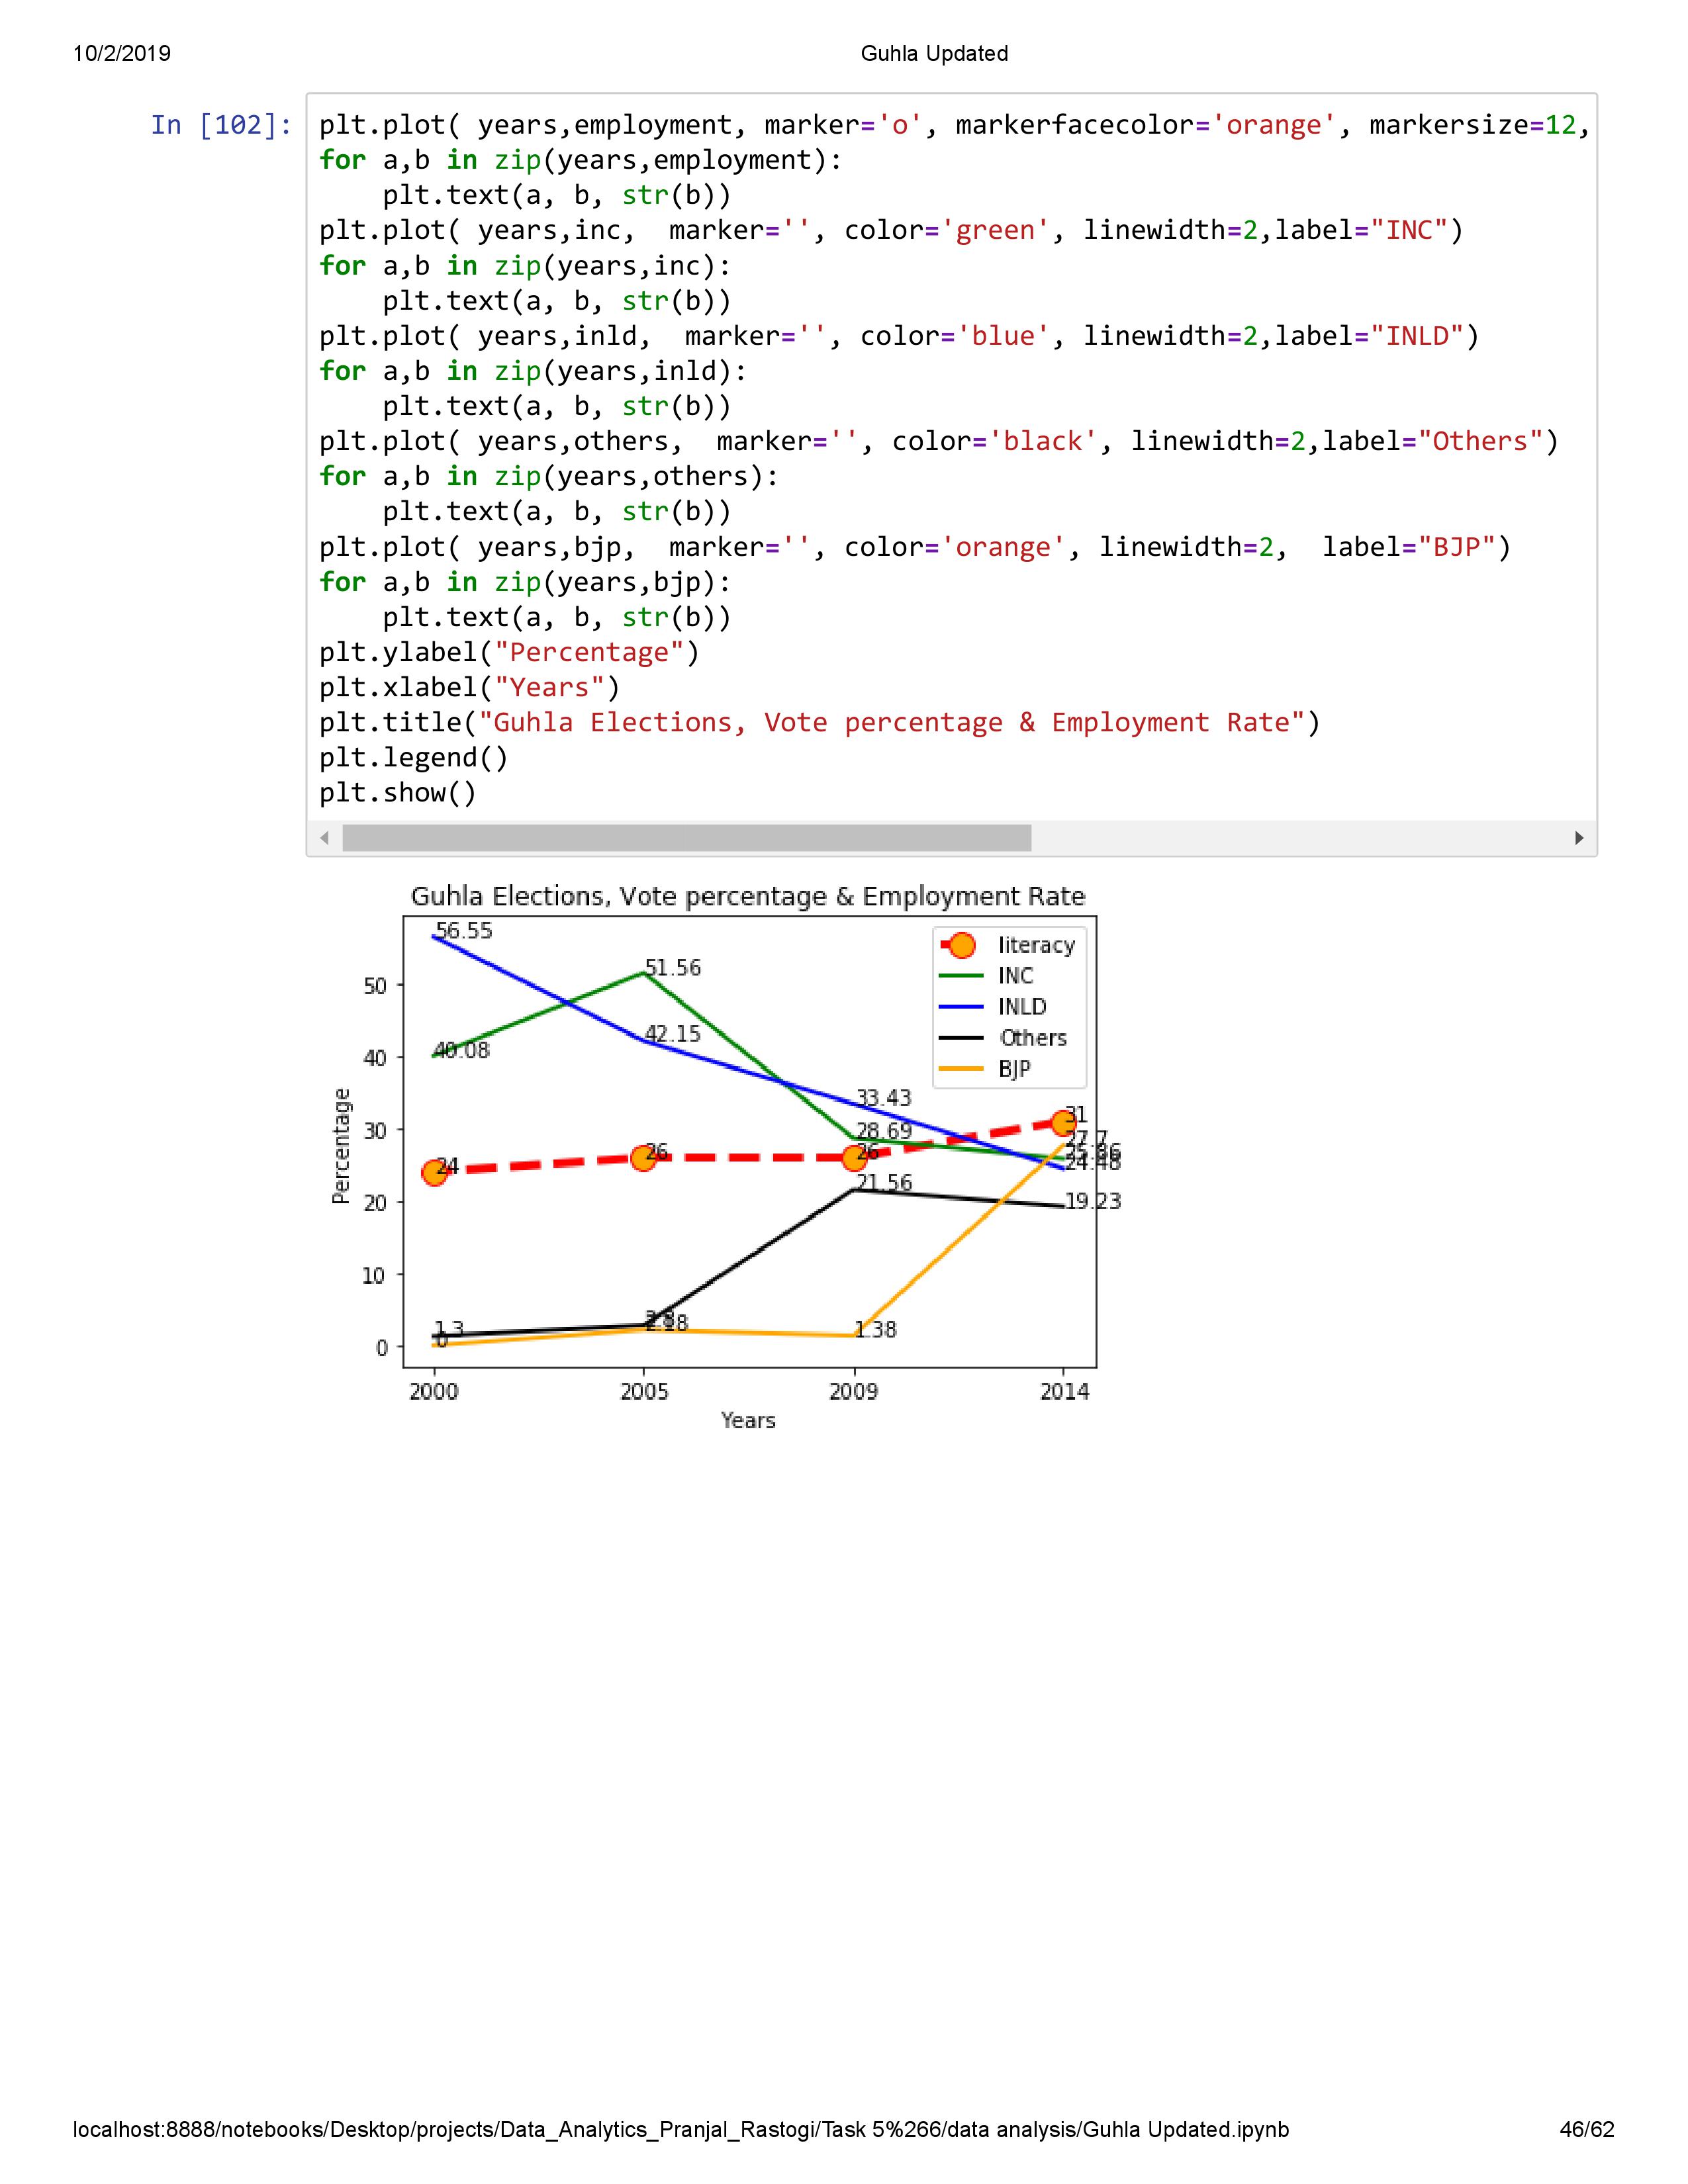 10/2/2019 Guhla Updated
In [102]: plt.plot( years,employment, marker='o', markerfacecolor='orange', markersize=12,
for a,b in zip(years,employment):
    plt.text(a, b, str(b))
plt.plot( years,inc,  marker='', color='green', linewidth=2,label="INC")
for a,b in zip(years,inc):
    plt.text(a, b, str(b))
plt.plot( years,inld,  marker='', color='blue', linewidth=2,label="INLD")
for a,b in zip(years,inld):
    plt.text(a, b, str(b))
plt.plot( years,others,  marker='', color='black', linewidth=2,label="Others")
for a,b in zip(years,others):
    plt.text(a, b, str(b))
plt.plot( years,bjp,  marker='', color='orange', linewidth=2,  label="BJP")
for a,b in zip(years,bjp):
    plt.text(a, b, str(b))
plt.ylabel("Percentage")
plt.xlabel("Years")
plt.title("Guhla Elections, Vote percentage & Employment Rate")
plt.legend()
plt.show()
Guhla Elections, Vote percentage & Employment Rate
56.55
literacy
INC
INLD
Others
BJP
51.56
50
42.15
40
40.08
33.43
31
30
28.69
27.7
25.86
24.48
24
26
26
21.56
20
19.23
10
1.3
0
2.18
1.38
0
Percentage
2000 2005 2009 2014
Years
localhost:8888/notebooks/Desktop/projects/Data_Analytics_Pranjal_Rastogi/Task 5%266/data analysis/Guhla Updated.ipynb 46/62